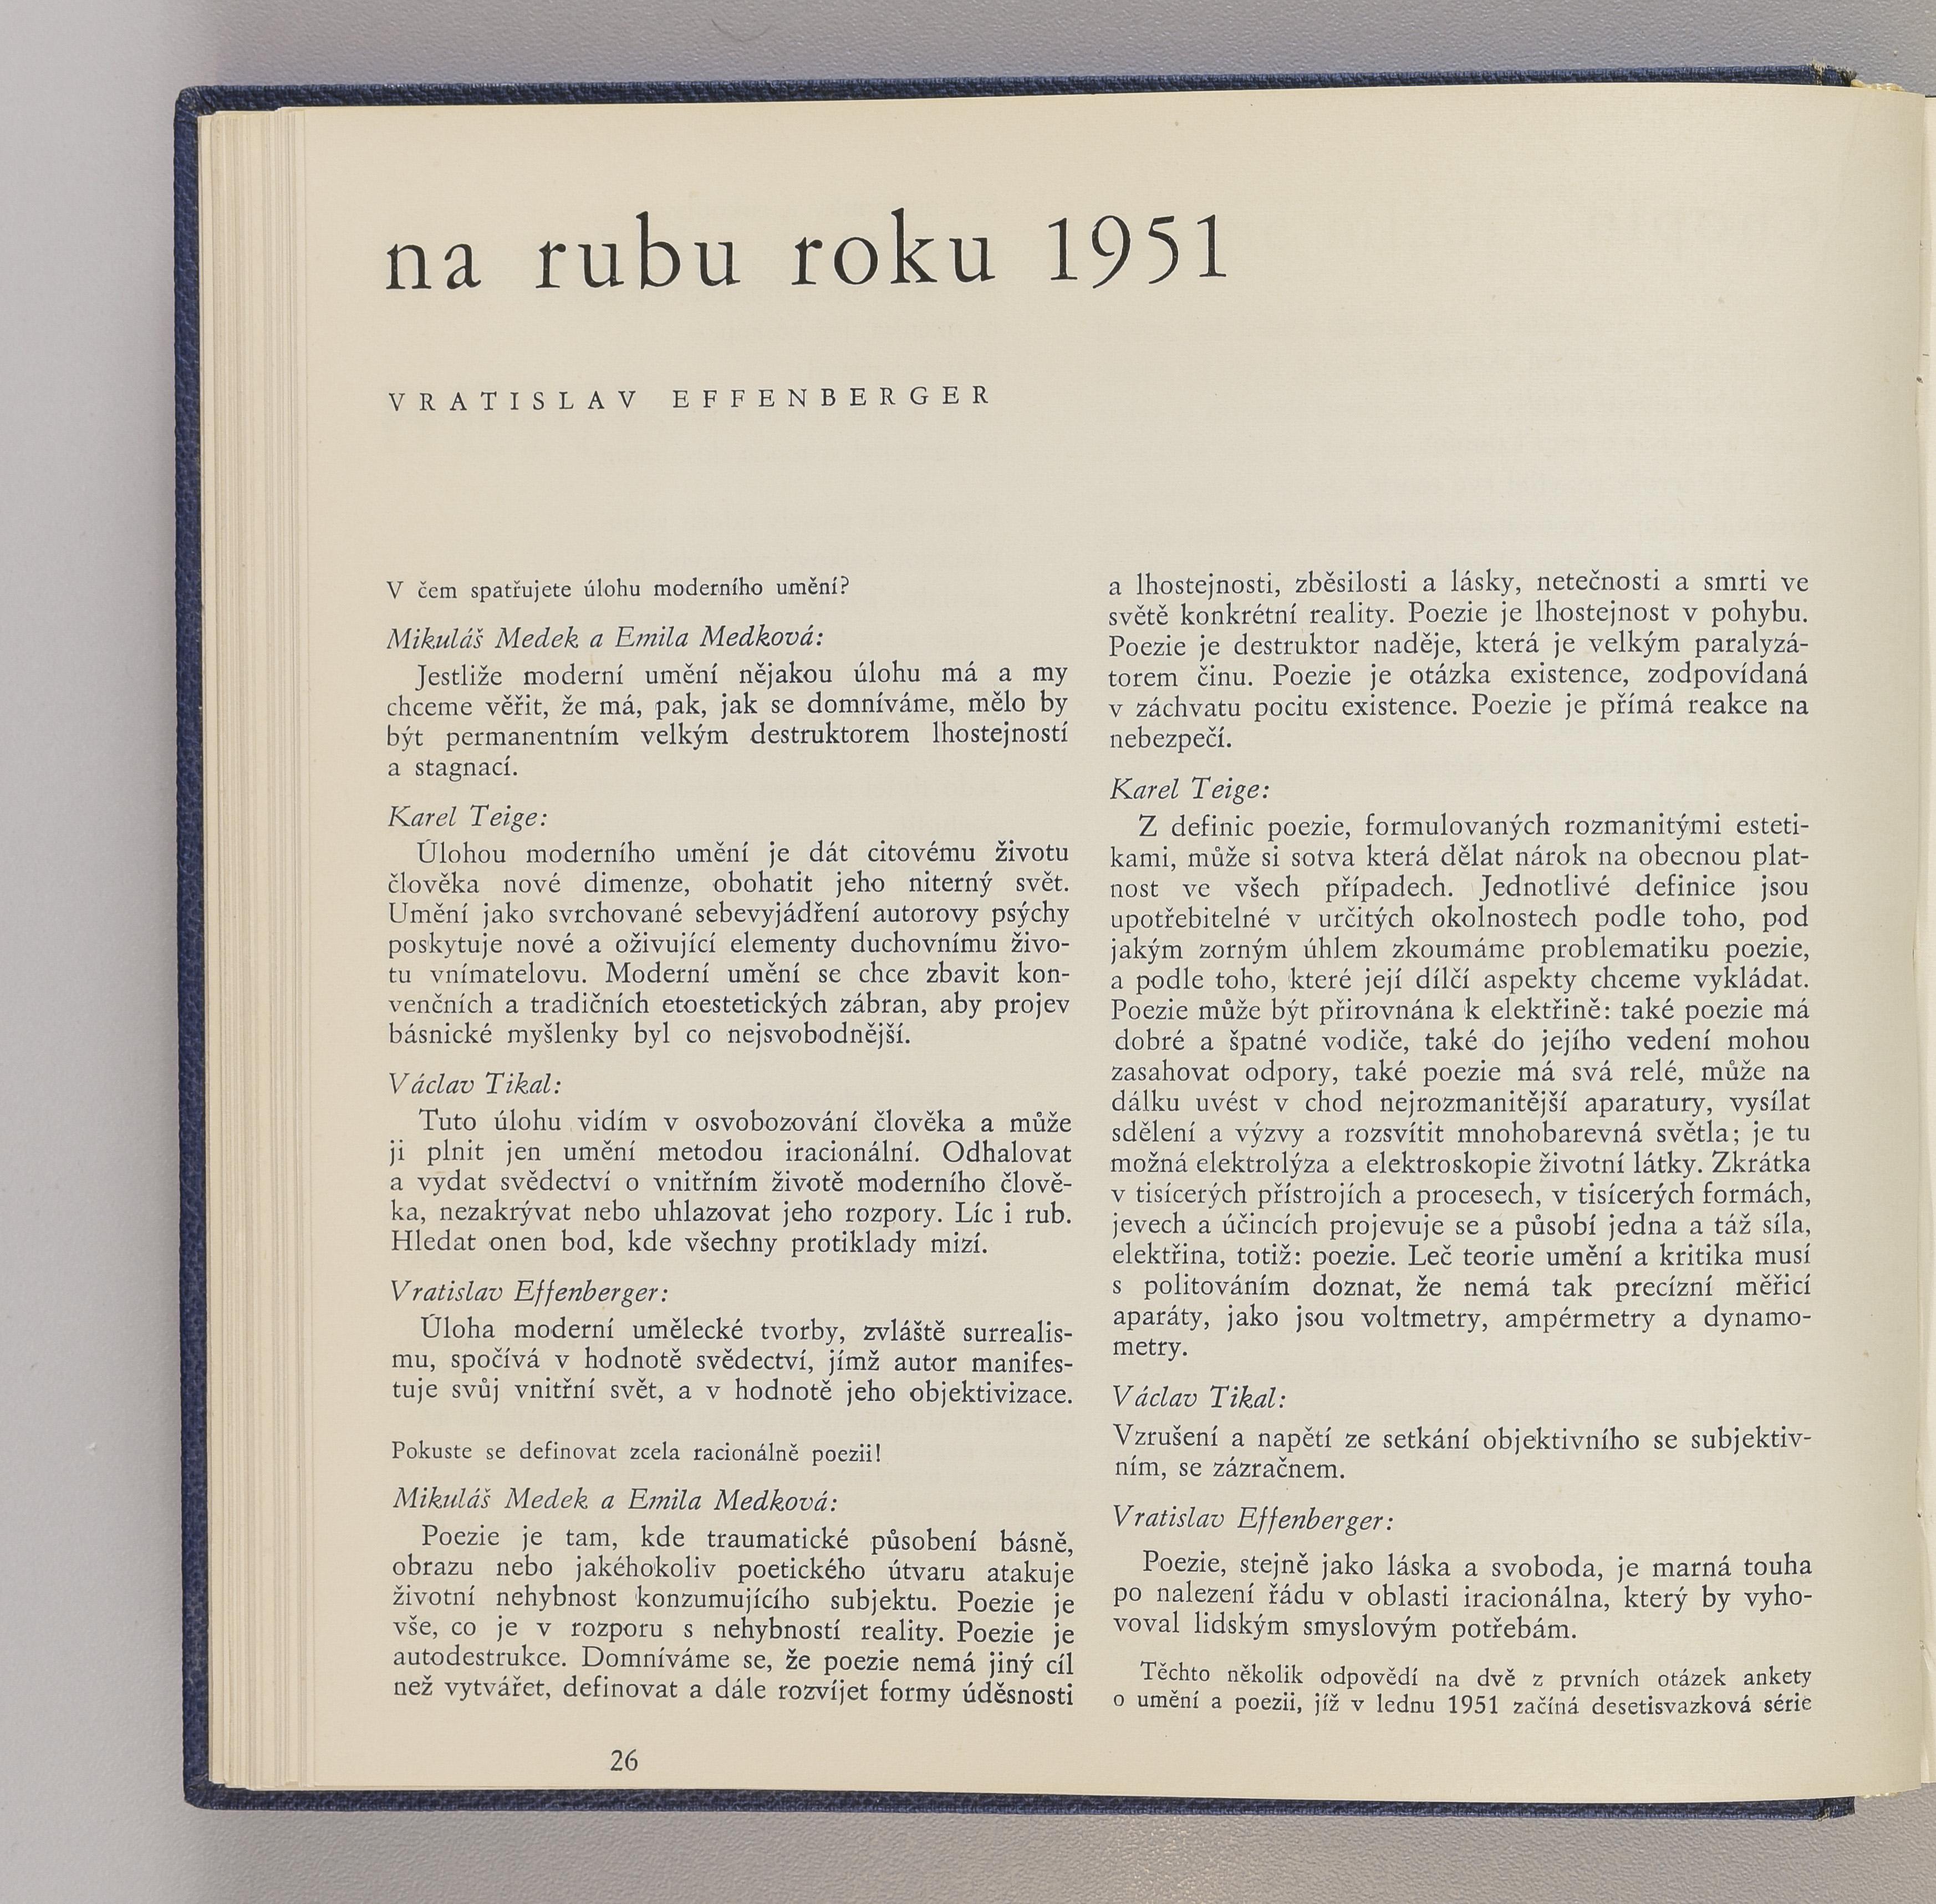 na rubu roku 1951
VRATISLAV EFFENBERGER
V čem spatřujete úlohu moderního umění?
Mikuláš Medek a Emila Medková:
Jestliže moderní umění nějakou úlohu má a my
chceme věřit, že má, pak, jak se domníváme, mělo by
být permanentním velkým destruktorem lhostejností
a stagnací.
Karel Teige:
Úlohou moderního umění je dát citovému životu
člověka nové dimenze, obohatit jeho niterný svět.
Umění jako svrchované sebevyjádření autorovy psýchy
poskytuje nové a oživující elementy duchovnímu živo-
tu vnímatelovu. Moderní umění se chce zbavit kon-
venčních a tradičních etoestetických zábran, aby projev
básnické myšlenky byl co nejsvobodnější.
Václav Tikal:
Tuto úlohu vidím v osvobozování člověka a může
ji plnit jen umění metodou iracionální. Odhalovat
a vydat svědectví o vnitřním životě moderního člově-
ka, nezakrývat nebo uhlazovat jeho rozpory. Líc i rub.
Hledat onen bod, kde všechny protiklady mizí.
Vratislav Effenberger:
Úloha moderní umělecké tvorby, zvláště surrealis-
mu, spočívá v hodnotě svědectví, jímž autor manifes-
tuje svůj vnitřní svět, a v hodnotě jeho objektivizace.
Pokuste se definovat zcela racionálně poezii!
Mikuláš Medek a Emila Medková:
Poezie je tam, kde traumatické působení básně,
obrazu nebo jakéhokoliv poetického útvaru atakuje
životní nehybnost konzumujícího subjektu. Poezie je
vše, co je v rozporu s nehybností reality. Poezie je
autodestrukce. Domníváme se, že poezie nemá jiný cíl
než vytvářet, definovat a dále rozvíjet formy úděsnosti
a lhostejnosti, zběsilosti a lásky, netečnosti a smrti ve
světě konkrétní reality. Poezie je lhostejnost v pohybu.
Poezie je destruktor naděje, která je velkým paralyzá-
torem činu. Poezie je otázka existence, zodpovídaná
v záchvatu pocitu existence. Poezie je přímá reakce na
nebezpečí.
Karel Teige:
Z definic poezie, formulovaných rozmanitými esteti-
kami, může si sotva která dělat nárok na obecnou plat-
nost ve všech případech. Jednotlivé definice jsou
upotřebitelné v určitých okolnostech podle toho, pod
jakým zorným úhlem zkoumáme problematiku poezie,
a podle toho, které její dílčí aspekty chceme vykládat.
Poezie může být přirovnána k elektřině: také poezie má
dobré a špatné vodiče, také do jejího vedení mohou
zasahovat odpory, také poezie má svá relé, může na
dálku uvést v chod nejrozmanitější aparatury, vysílat
sdělení a výzvy a rozsvítit mnohobarevná světla; je tu
možná elektrolýza a elektroskopie životní látky. Zkrátka
v tisícerých přístrojích a procesech, v tisícerých formách,
jevech a účincích projevuje se a působí jedna a táž síla,
elektřina, totiž: poezie. Leč teorie umění a kritika musí
s politováním doznat, že nemá tak precízní měřicí
aparáty, jako jsou voltmetry, ampérmetry a dynamo-
metry.
Václav Tikal:
Vzrušení a napětí ze setkání objektivního se subjektiv-
ním, se zázračnem.
Vratislav Effenberger:
Poezie, stejně jako láska a svoboda, je marná touha
po nalezení řádu v oblasti iracionálna, který by vyho-
voval lidským smyslovým potřebám.
Těchto několik odpovědí na dvě z prvních otázek ankety
o umění a poezii, jíž v lednu 1951 začíná desetisvazková série
26